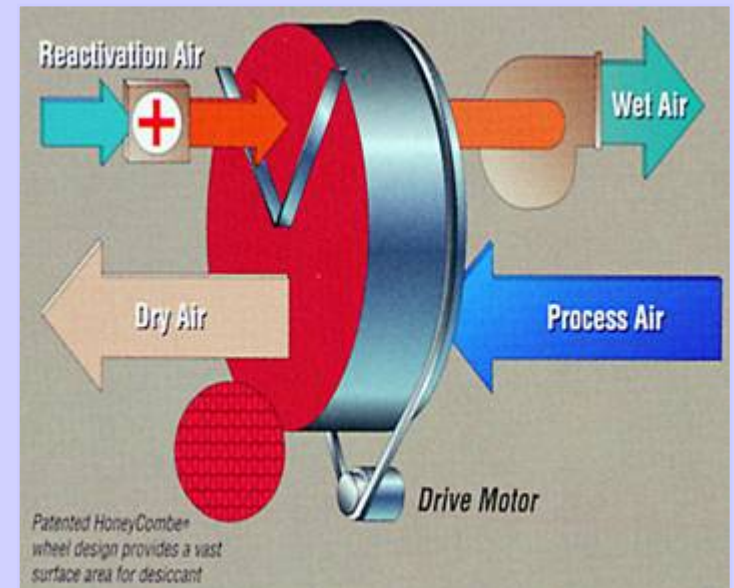 Reactivation Air
Wet Air
Dry Air
Process Air
Drive Motor
Patented HoneyCombe®
wheel design provides a vast
surface area for desiccant